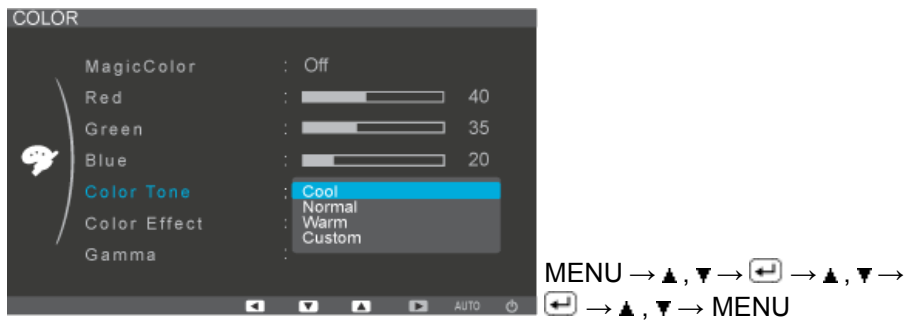 COLOR
MagicColor : Off
Red : 40
Green : 35
Blue : 20
Color Tone : Cool
Normal
Color Effect : Warm
Custom
Gamma :
AUTO
MENU → ▲ , ▼ → ↵ → ▲ , ▼ →
↵ → ▲ , ▼ → MENU